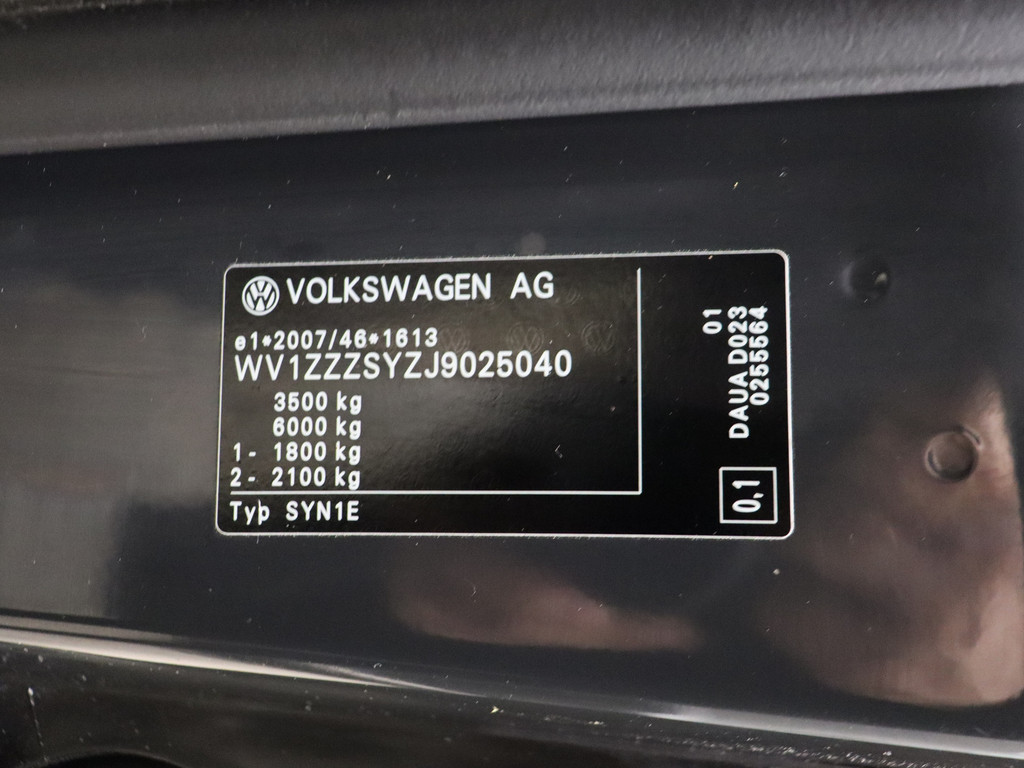 VOLKSWAGEN AG
e1*2007/46*1613
WV1ZZZSYZJ9025040
3500 kg
6000 kg
1- 1800 kg
2- 2100 kg
Typ SYN1E
01
DAUA D023
0255564
0,1